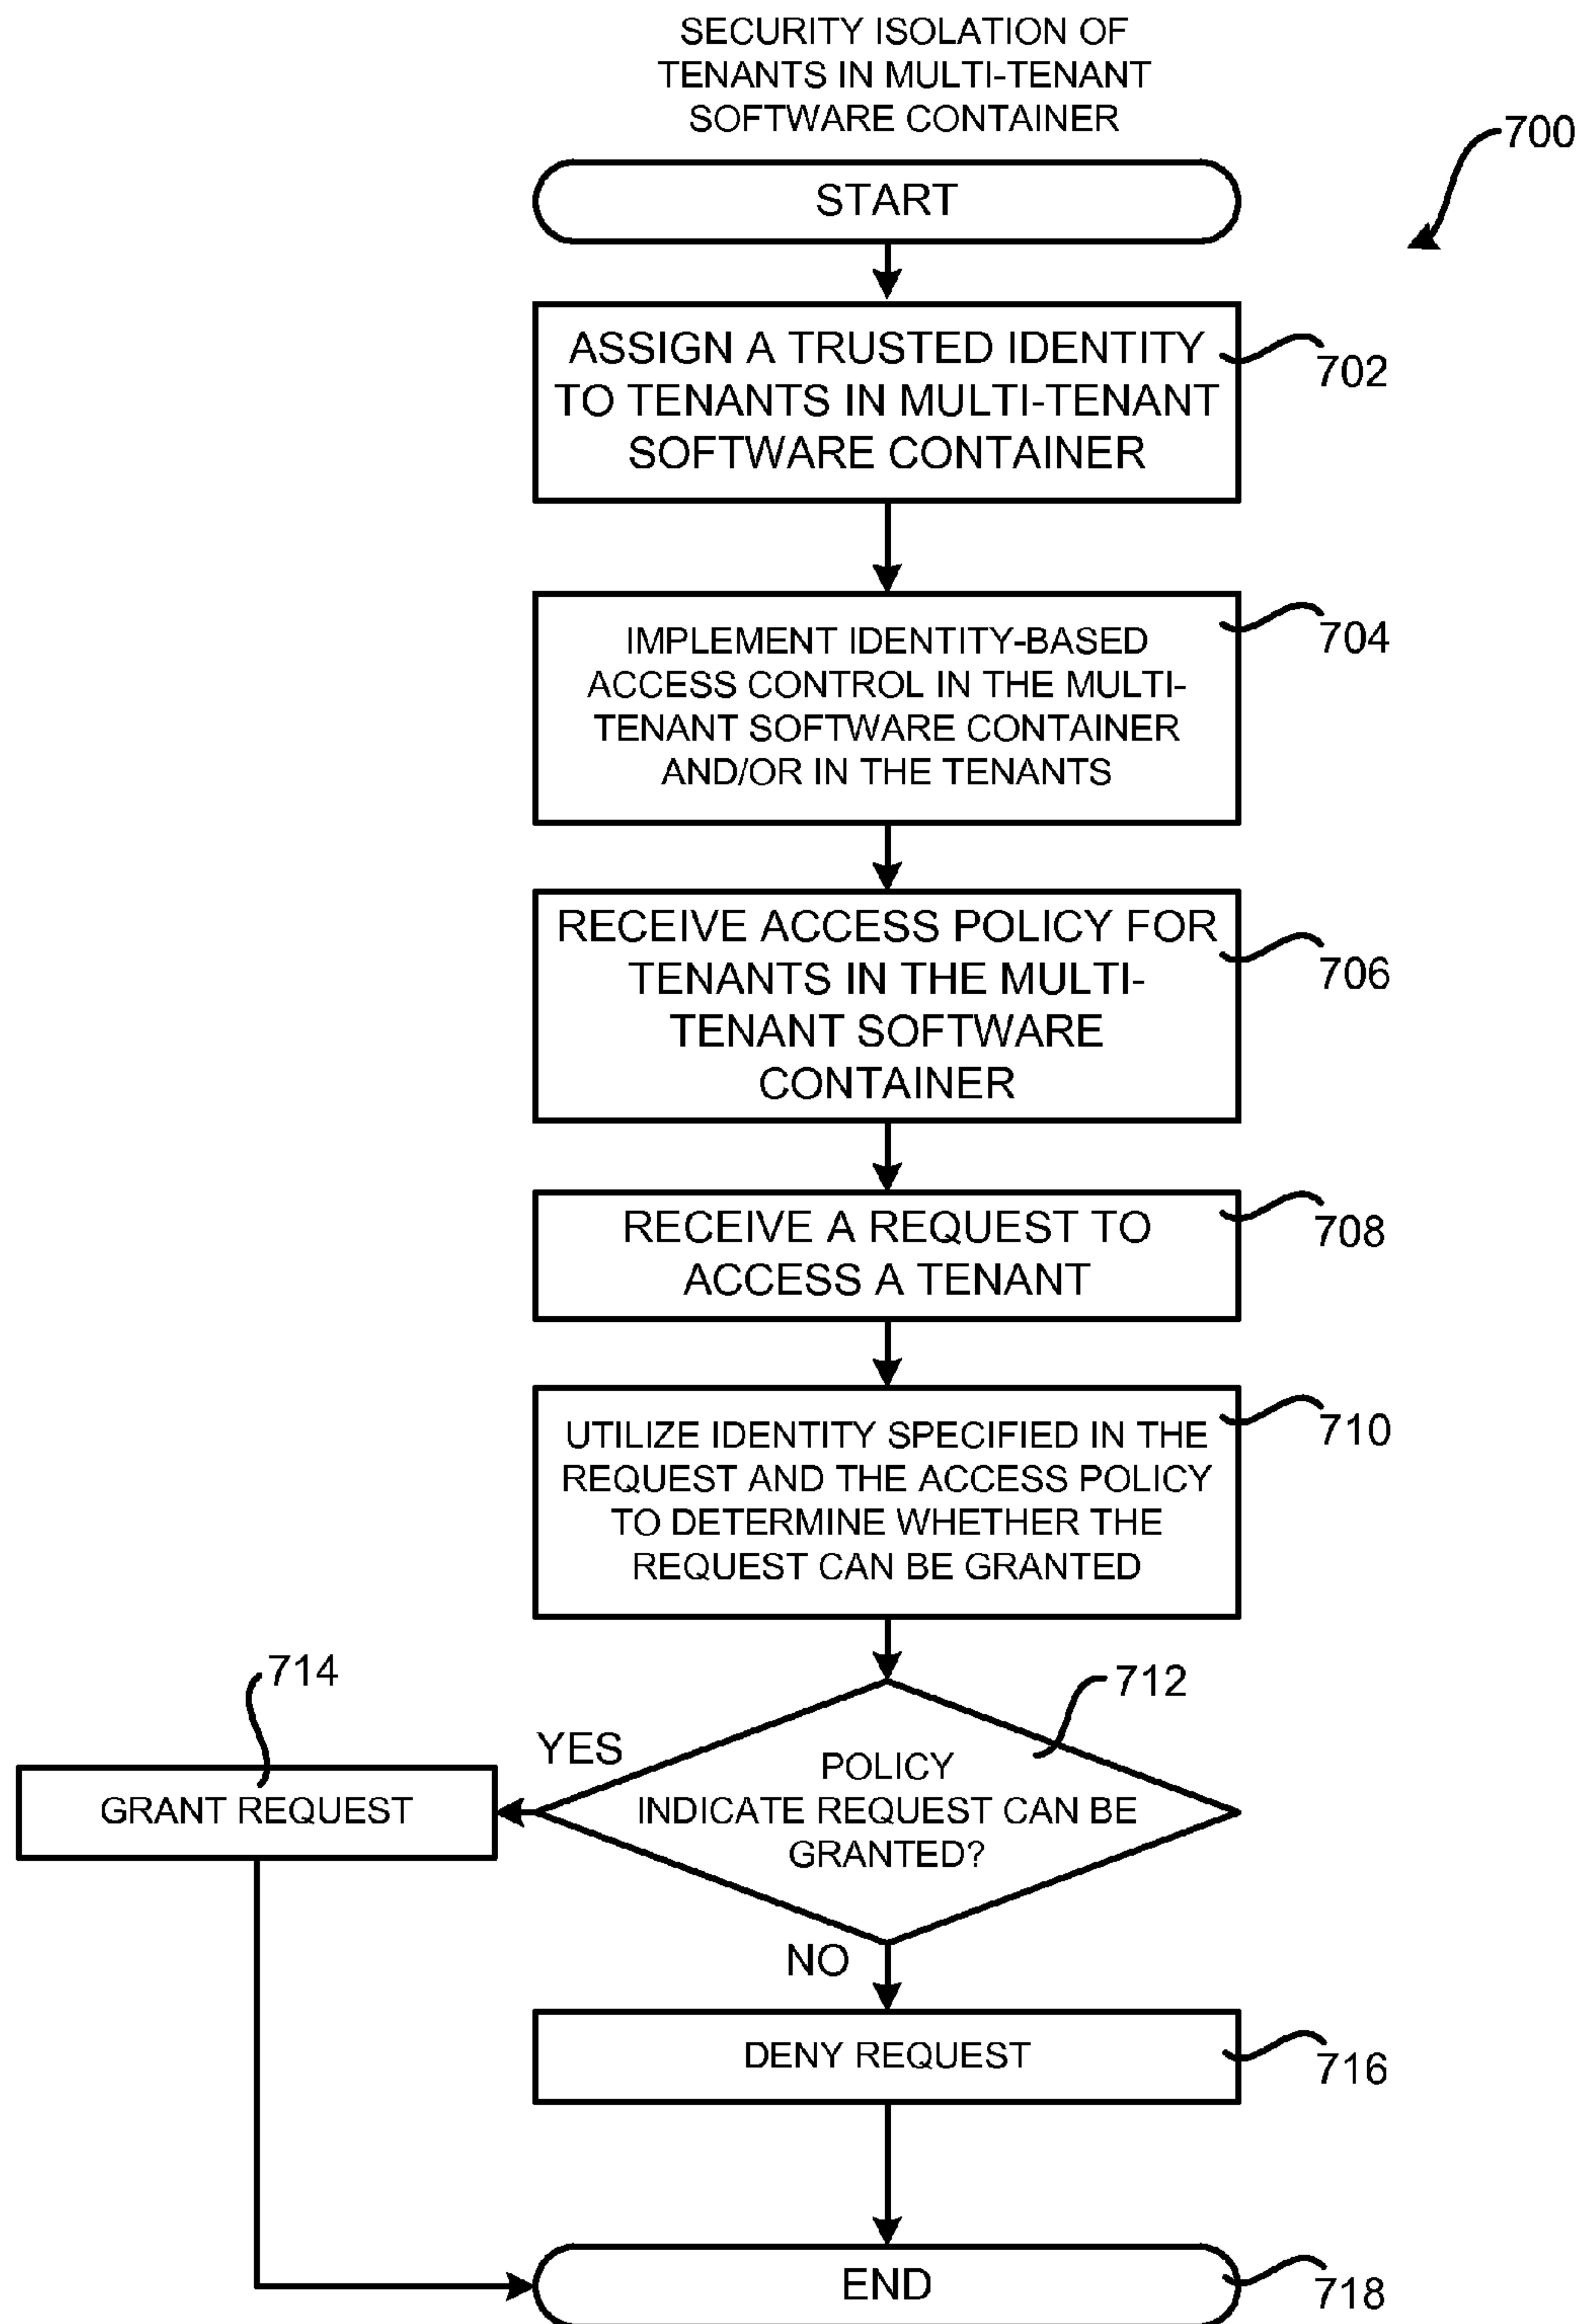 SECURITY ISOLATION OF
TENANTS IN MULTI-TENANT
SOFTWARE CONTAINER
700
START
ASSIGN A TRUSTED IDENTITY
TO TENANTS IN MULTI-TENANT
SOFTWARE CONTAINER
702
IMPLEMENT IDENTITY-BASED
ACCESS CONTROL IN THE MULTI-
TENANT SOFTWARE CONTAINER
AND/OR IN THE TENANTS
704
RECEIVE ACCESS POLICY FOR
TENANTS IN THE MULTI-
TENANT SOFTWARE
CONTAINER
706
RECEIVE A REQUEST TO
ACCESS A TENANT
708
UTILIZE IDENTITY SPECIFIED IN THE
REQUEST AND THE ACCESS POLICY
TO DETERMINE WHETHER THE
REQUEST CAN BE GRANTED
710
714
712
YES
POLICY
INDICATE REQUEST CAN BE
GRANTED?
GRANT REQUEST
NO
DENY REQUEST
716
END
718